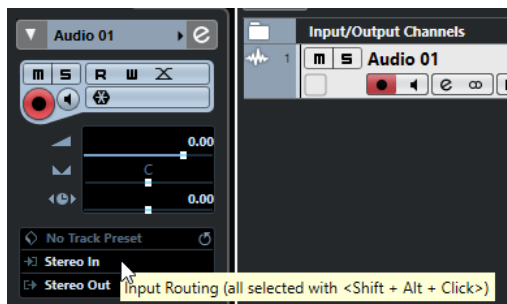 Audio 01
m S R W
0.00
C
0.00
No Track Preset
Stereo In
Stereo Out
Input Routing (all selected with <Shift + Alt + Click>)
Input/Output Channels
1 m S Audio 01
e